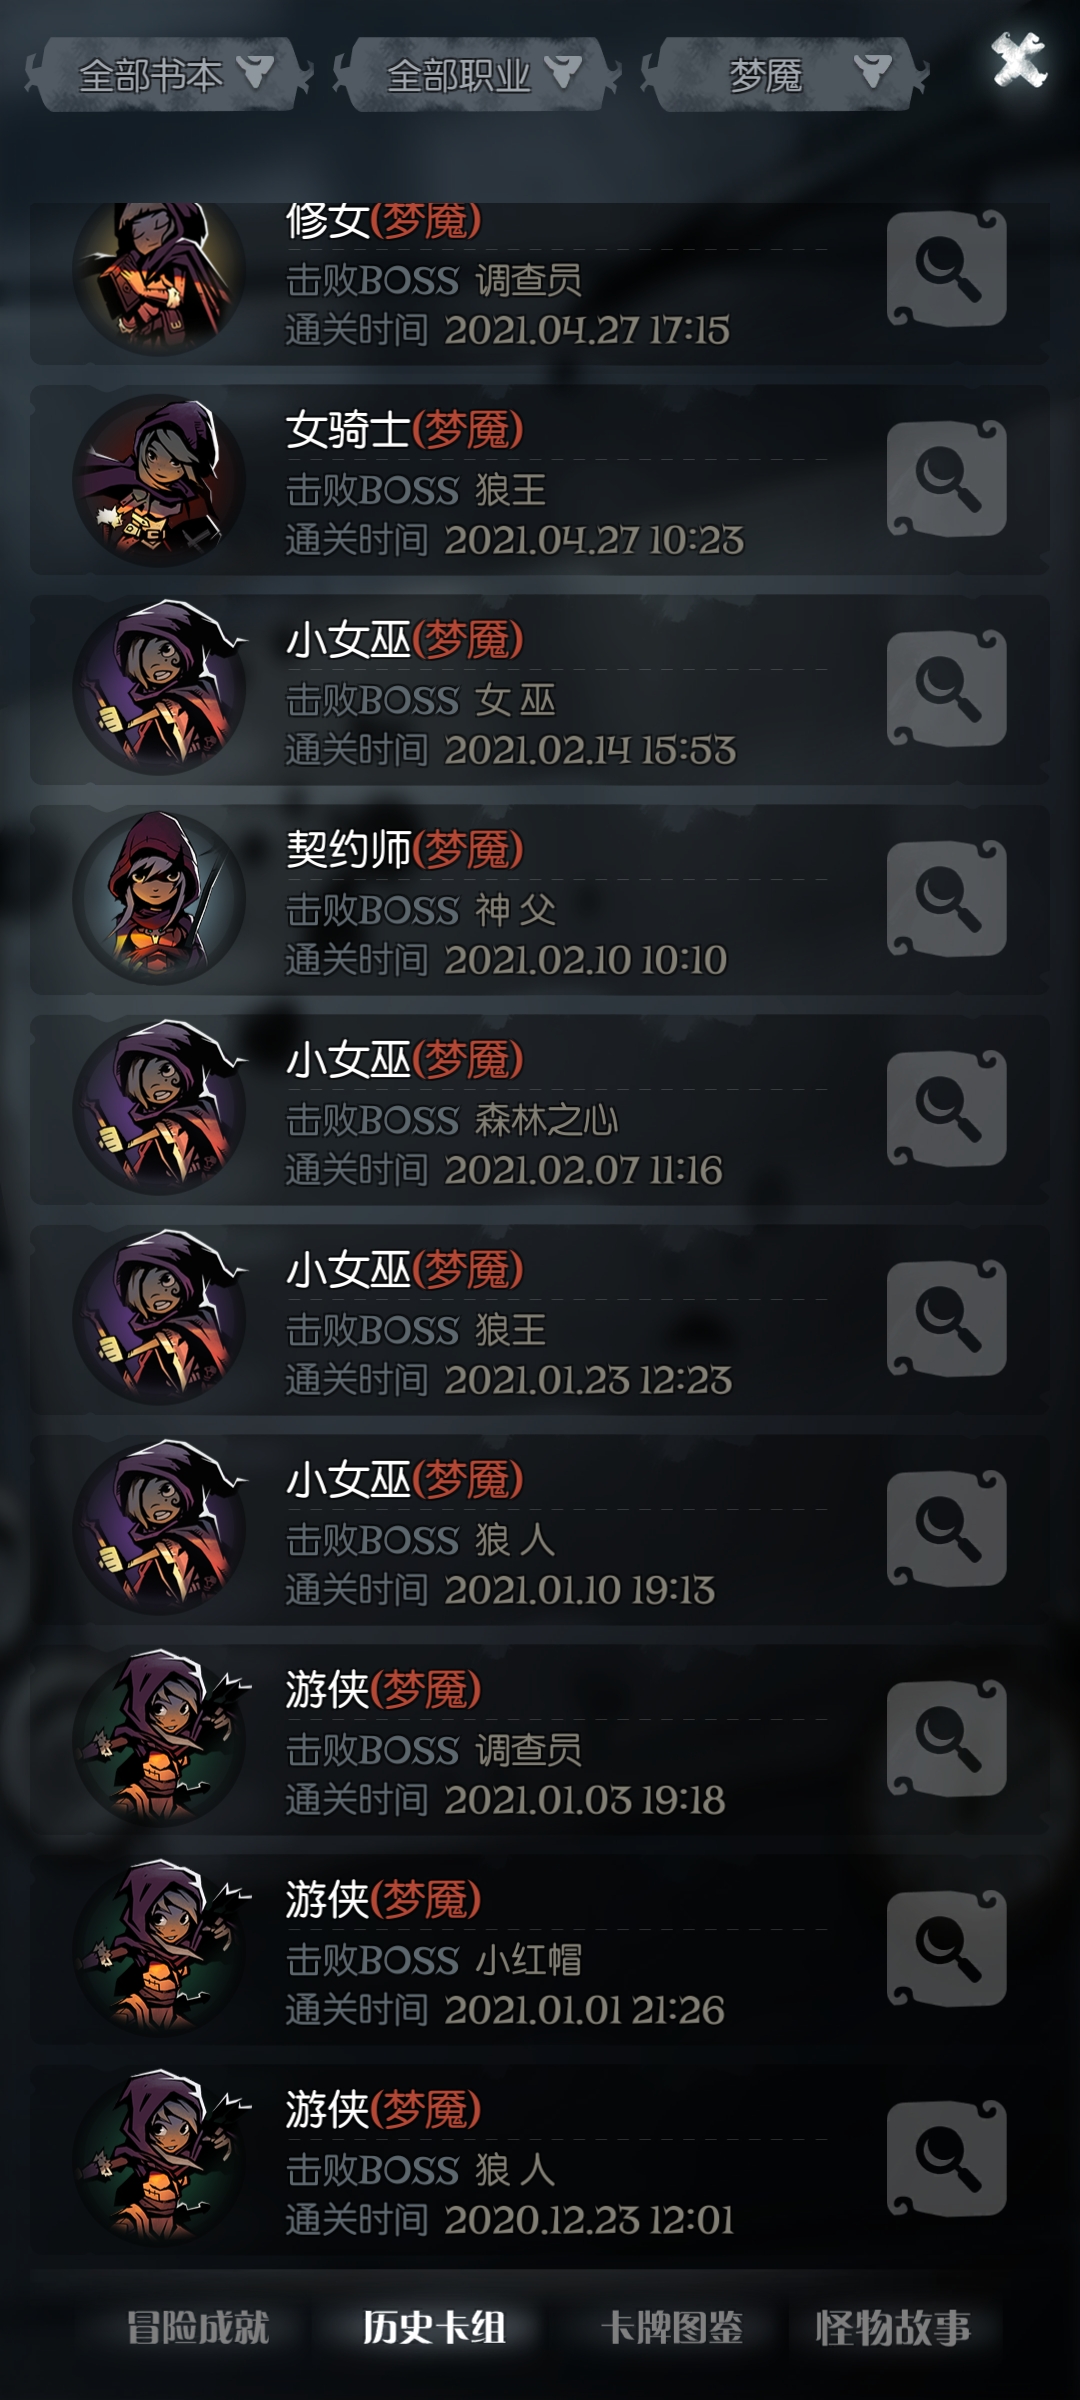 全部书本 全部职业 梦魇
修女(梦魇)
击败BOSS 调查员
通关时间 2021.04.27 17:15
女骑士(梦魇)
击败BOSS 狼王
通关时间 2021.04.27 10:23
小女巫(梦魇)
击败BOSS 女巫
通关时间 2021.02.14 15:53
契约师(梦魇)
击败BOSS 神父
通关时间 2021.02.10 10:10
小女巫(梦魇)
击败BOSS 森林之心
通关时间 2021.02.07 11:16
小女巫(梦魇)
击败BOSS 狼王
通关时间 2021.01.23 12:23
小女巫(梦魇)
击败BOSS 狼人
通关时间 2021.01.10 19:13
游侠(梦魇)
击败BOSS 调查员
通关时间 2021.01.03 19:18
游侠(梦魇)
击败BOSS 小红帽
通关时间 2021.01.01 21:26
游侠(梦魇)
击败BOSS 狼人
通关时间 2020.12.23 12:01
冒险成就 历史卡组 卡牌图鉴 怪物故事